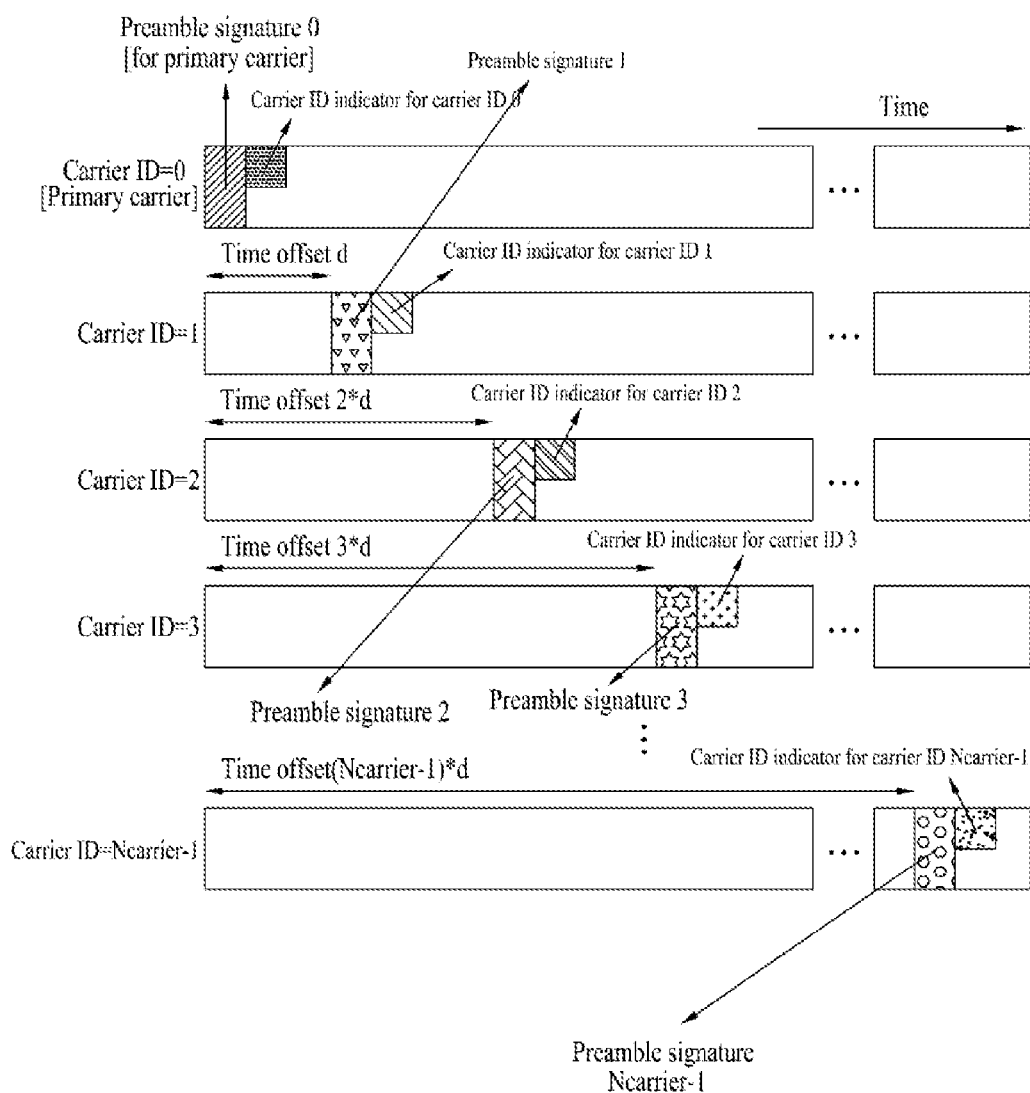 Preamble signature 0
[for primary carrier]
Preamble signature 1
Carrier ID indicator for carrier ID 0
Time
Carrier ID=0
[Primary carrier]
Time offset d
Carrier ID indicator for carrier ID 1
Carrier ID=1
Time offset 2*d
Carrier ID indicator for carrier ID 2
Carrier ID=2
Time offset 3*d
Carrier ID indicator for carrier ID 3
Carrier ID=3
Preamble signature 2
Preamble signature 3
Time offset(Ncarrier-1)*d
Carrier ID indicator for carrier ID Ncarrier-1
Carrier ID=Ncarrier-1
Preamble signature
Ncarrier-1